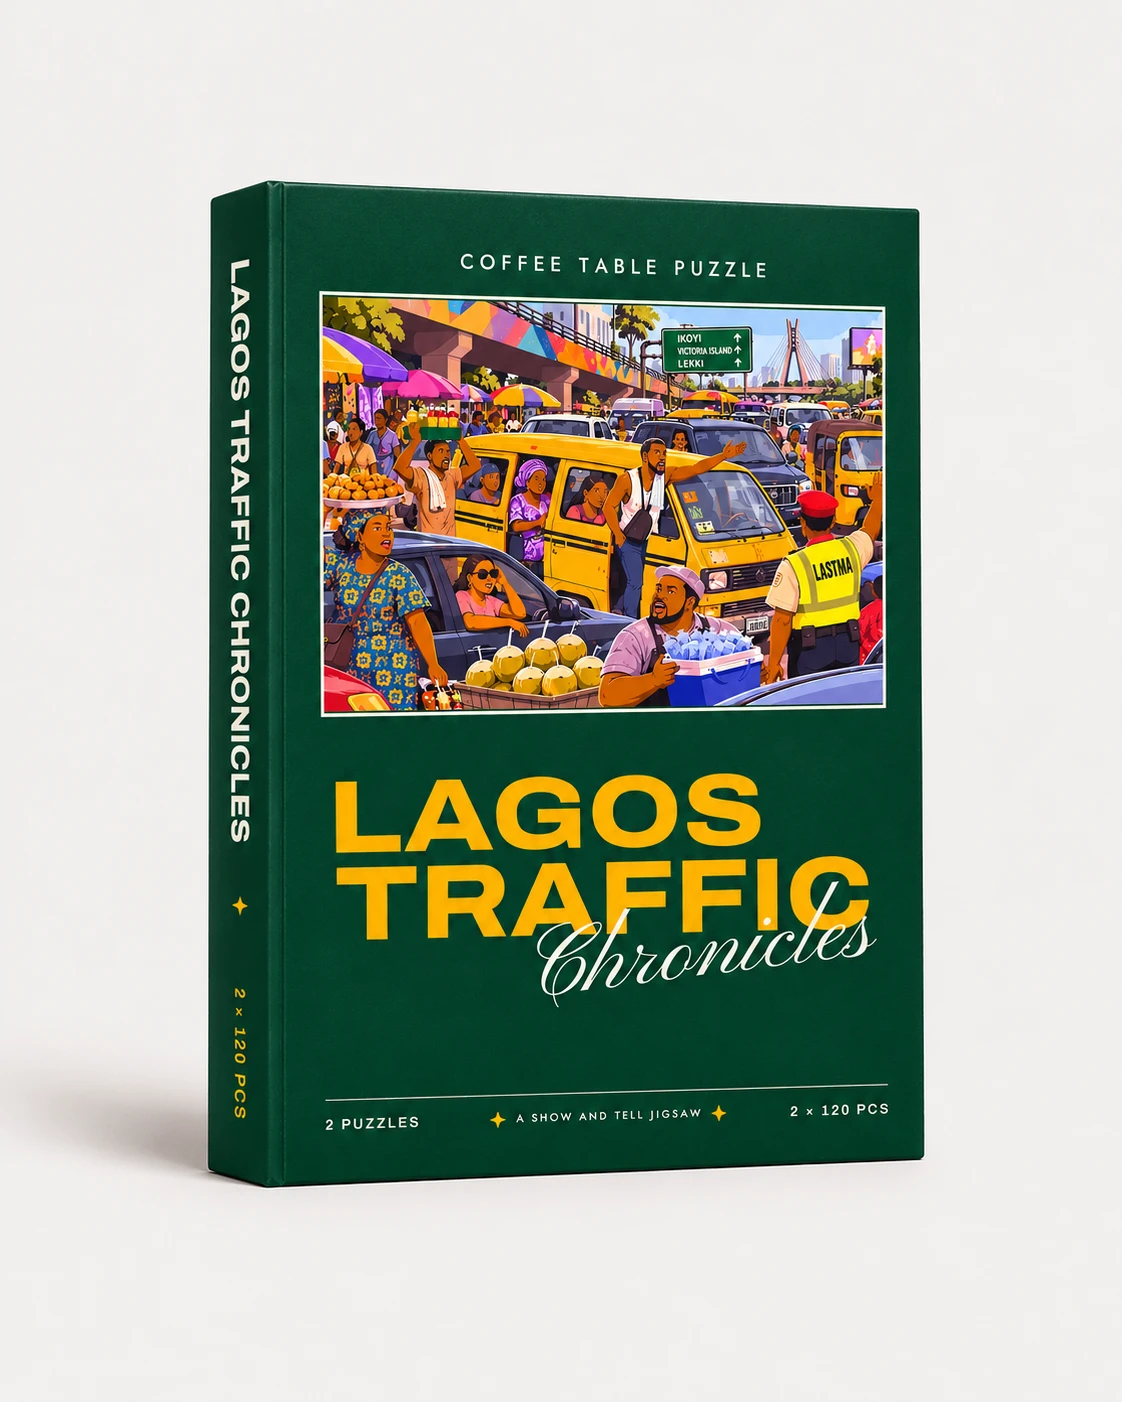 LAGOS TRAFFIC CHRONICLES
2 × 120 PCS
COFFEE TABLE PUZZLE
IKOYI
VICTORIA ISLAND
LEKKI
LASTMA
LAGOS
TRAFFIC
Chronicles
2 PUZZLES
A SHOW AND TELL JIGSAW
2 × 120 PCS